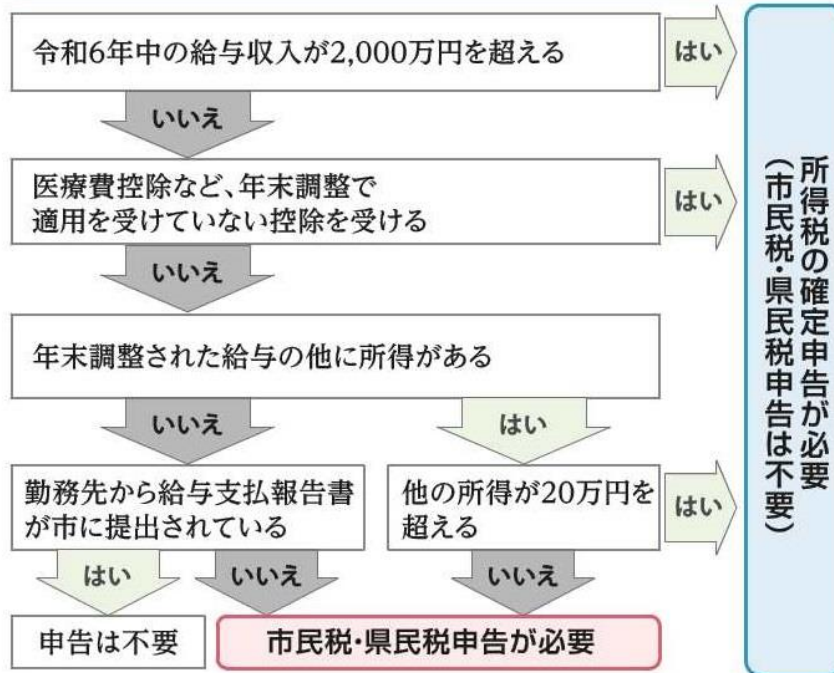 令和6年中の給与収入が2,000万円を超える
はい
いいえ
医療費控除など、年末調整で
適用を受けていない控除を受ける
はい
いいえ
年末調整された給与の他に所得がある
いいえ
はい
勤務先から給与支払報告書
が市に提出されている
他の所得が20万円を
超える
はい
はい
いいえ
いいえ
申告は不要
市民税・県民税申告が必要
所得税の確定申告が必要
(市民税・県民税申告は不要)